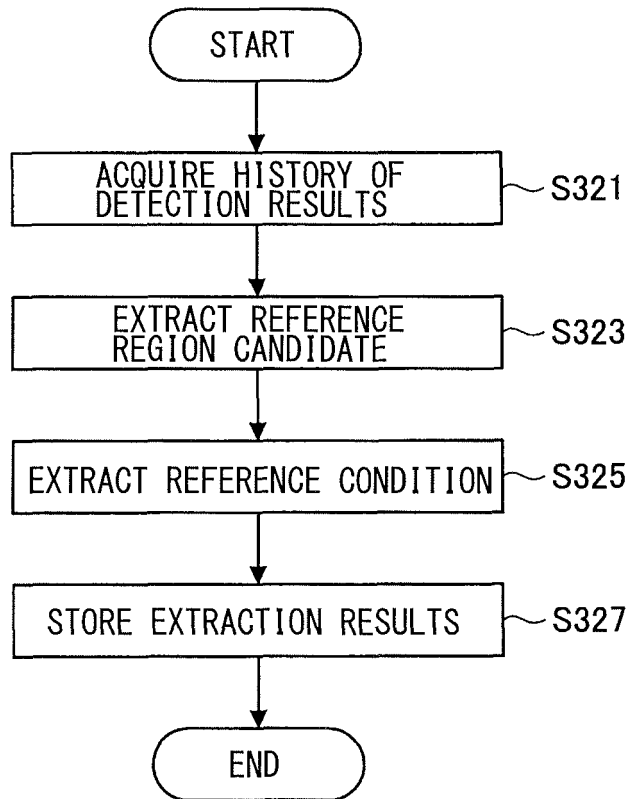 START
ACQUIRE HISTORY OF
DETECTION RESULTS
S321
EXTRACT REFERENCE
REGION CANDIDATE
S323
EXTRACT REFERENCE CONDITION
S325
STORE EXTRACTION RESULTS
S327
END